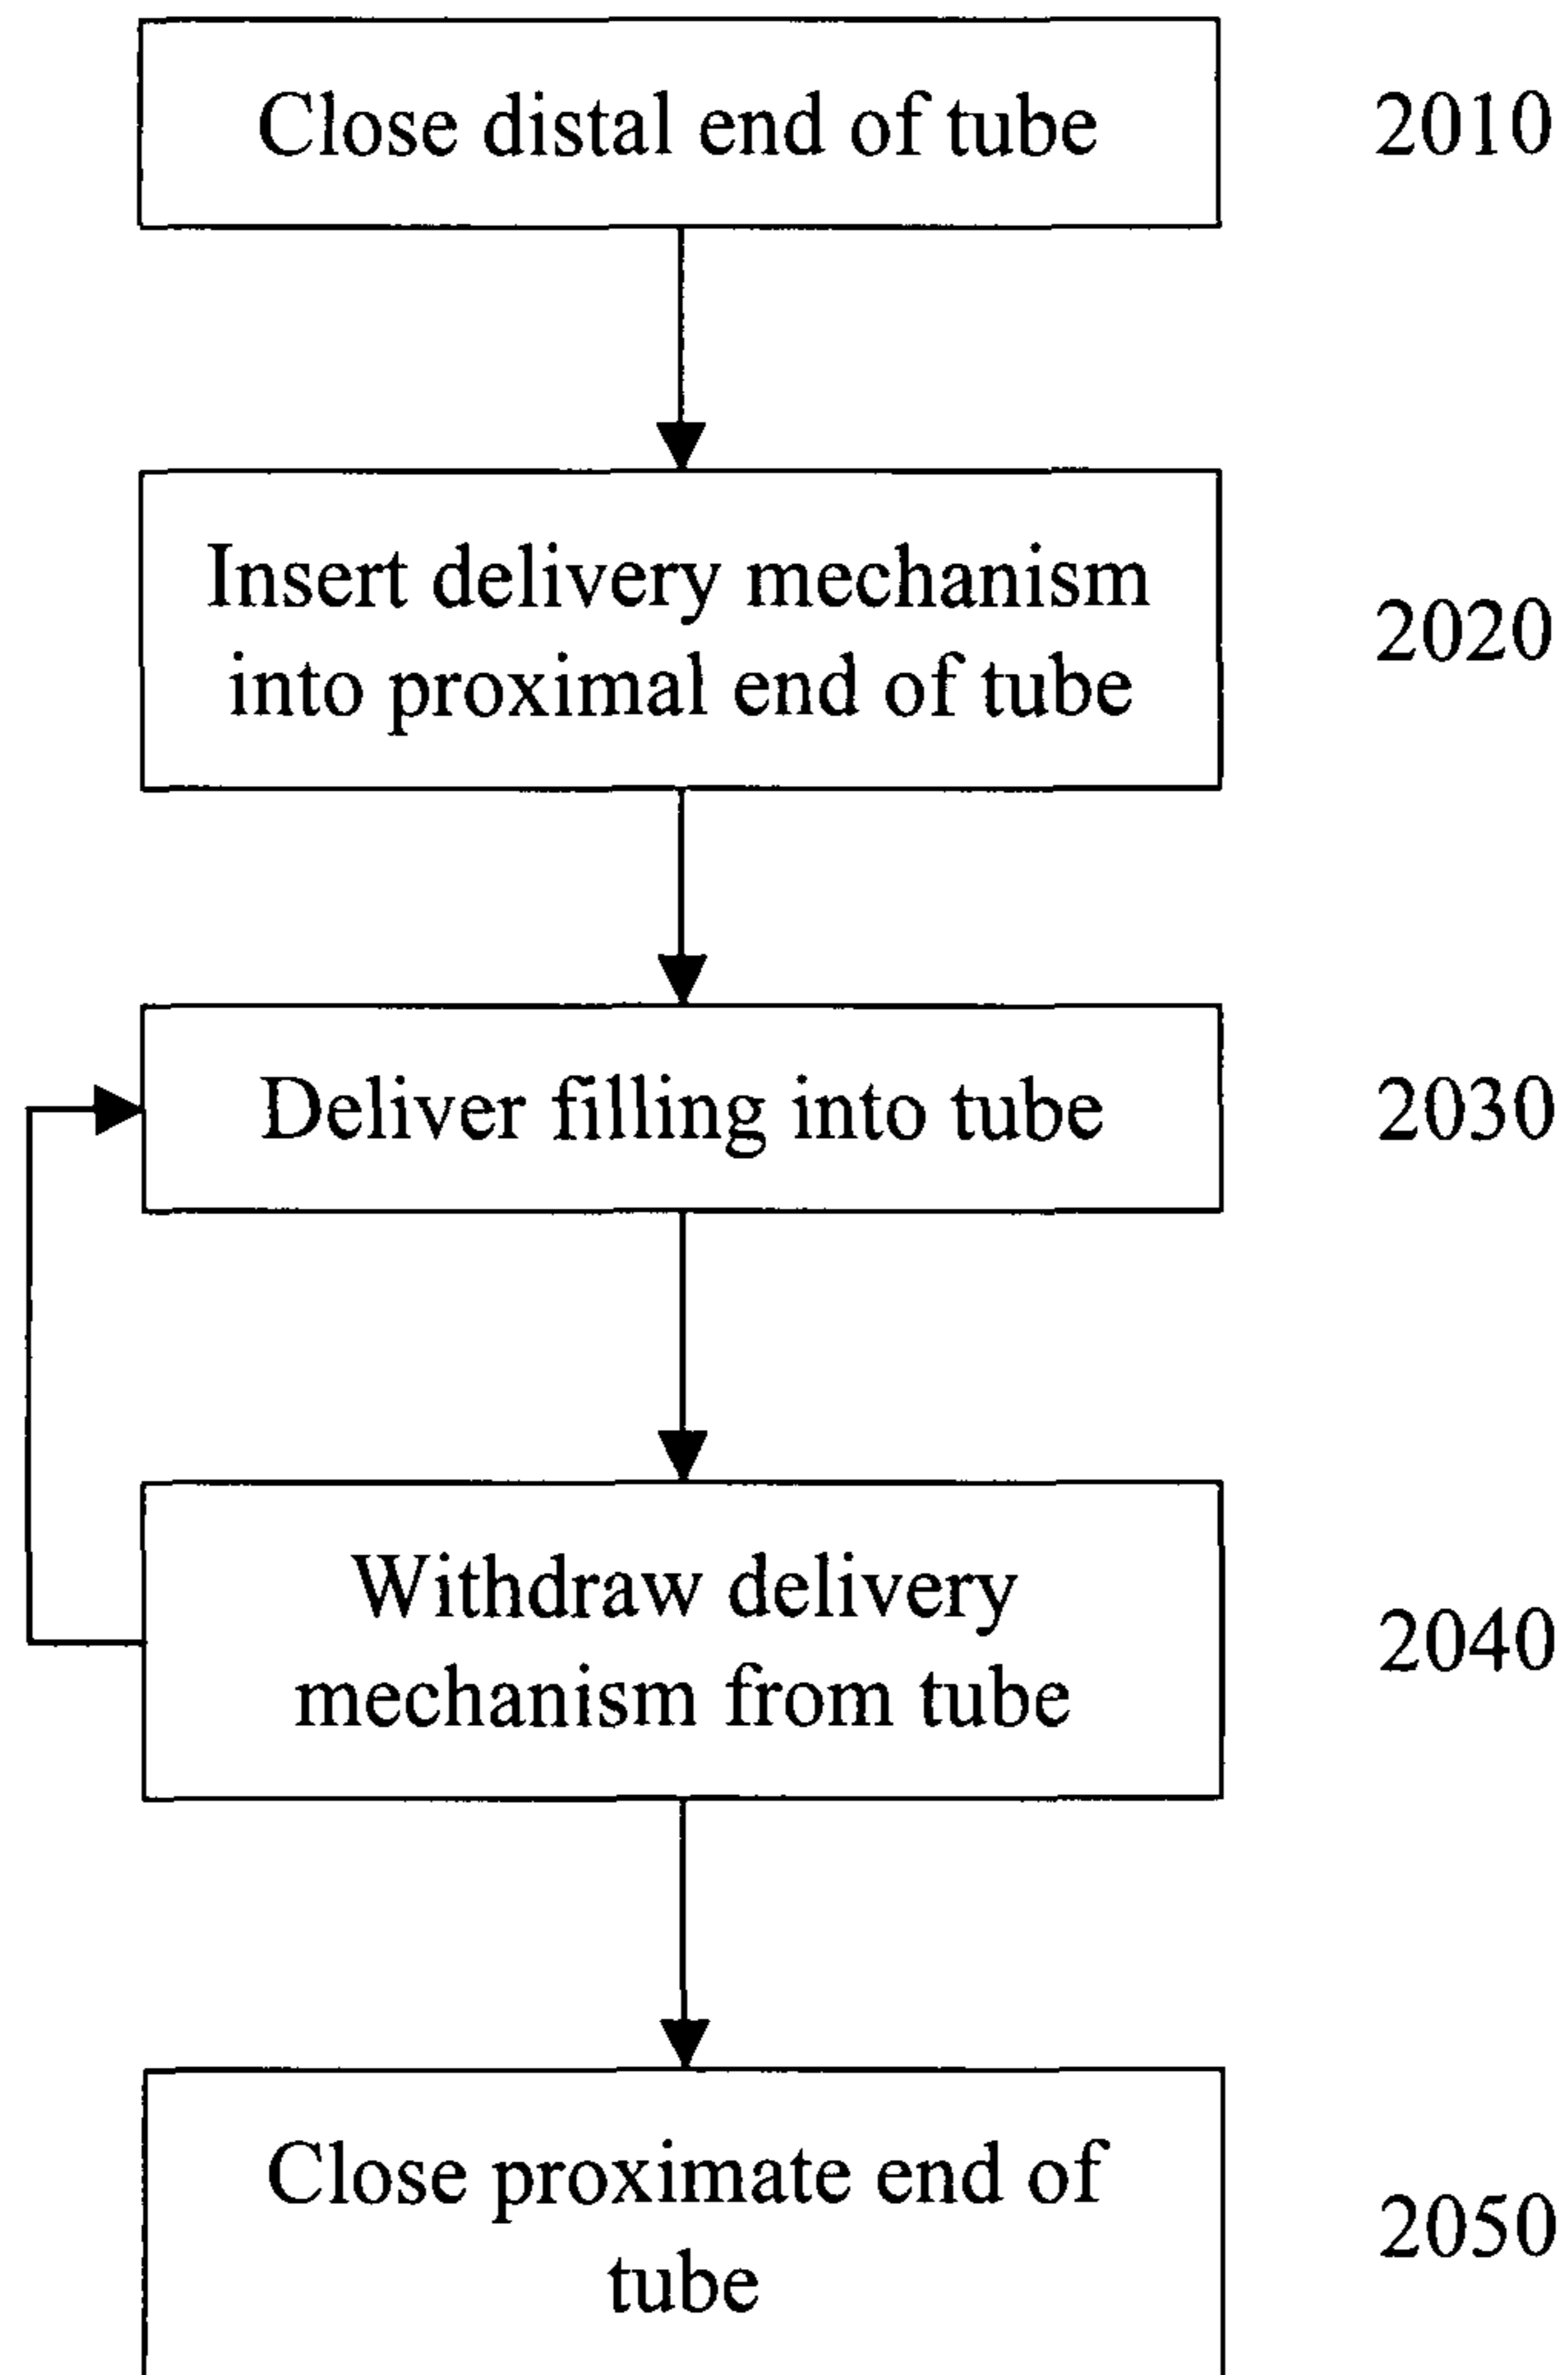 Close distal end of tube
2010
Insert delivery mechanism
into proximal end of tube
2020
Deliver filling into tube
2030
Withdraw delivery
mechanism from tube
2040
Close proximate end of
tube
2050